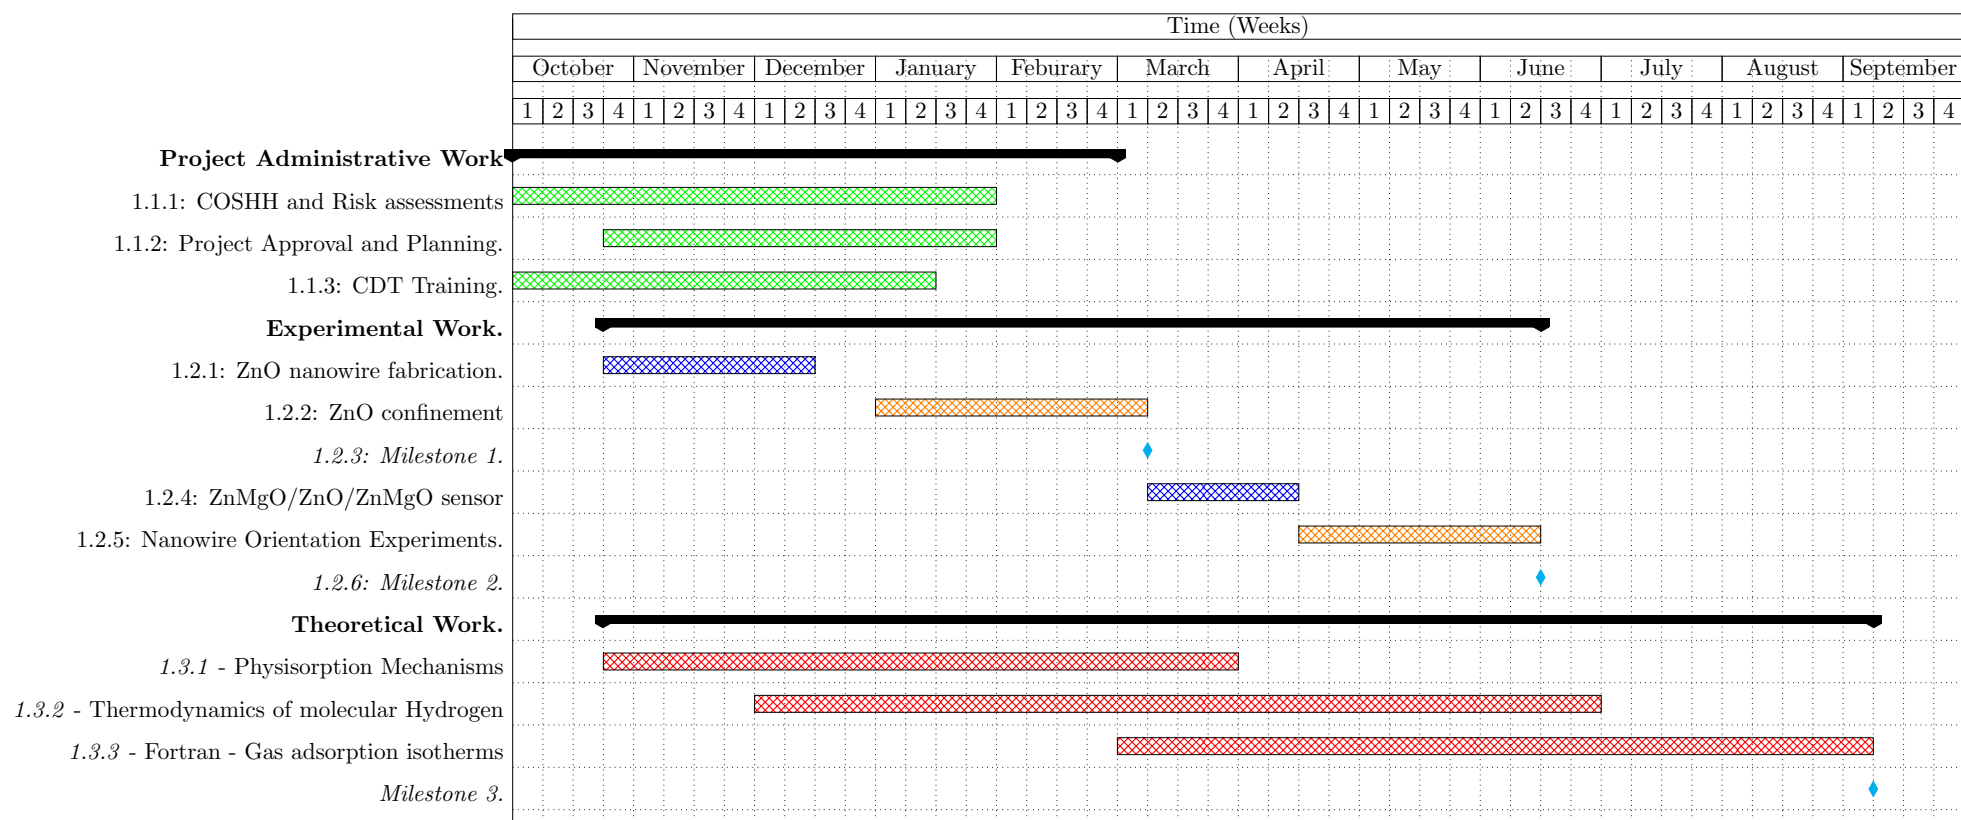 Time (Weeks)
October November December January Feburary March April May June July August September
1 2 3 4 1 2 3 4 1 2 3 4 1 2 3 4 1 2 3 4 1 2 3 4 1 2 3 4 1 2 3 4 1 2 3 4 1 2 3 4 1 2 3 4 1 2 3 4
Project Administrative Work
1.1.1: COSHH and Risk assessments
1.1.2: Project Approval and Planning.
1.1.3: CDT Training.
Experimental Work.
1.2.1: ZnO nanowire fabrication.
1.2.2: ZnO confinement
1.2.3: Milestone 1.
1.2.4: ZnMgO/ZnO/ZnMgO sensor
1.2.5: Nanowire Orientation Experiments.
1.2.6: Milestone 2.
Theoretical Work.
1.3.1 - Physisorption Mechanisms
1.3.2 - Thermodynamics of molecular Hydrogen
1.3.3 - Fortran - Gas adsorption isotherms
Milestone 3.